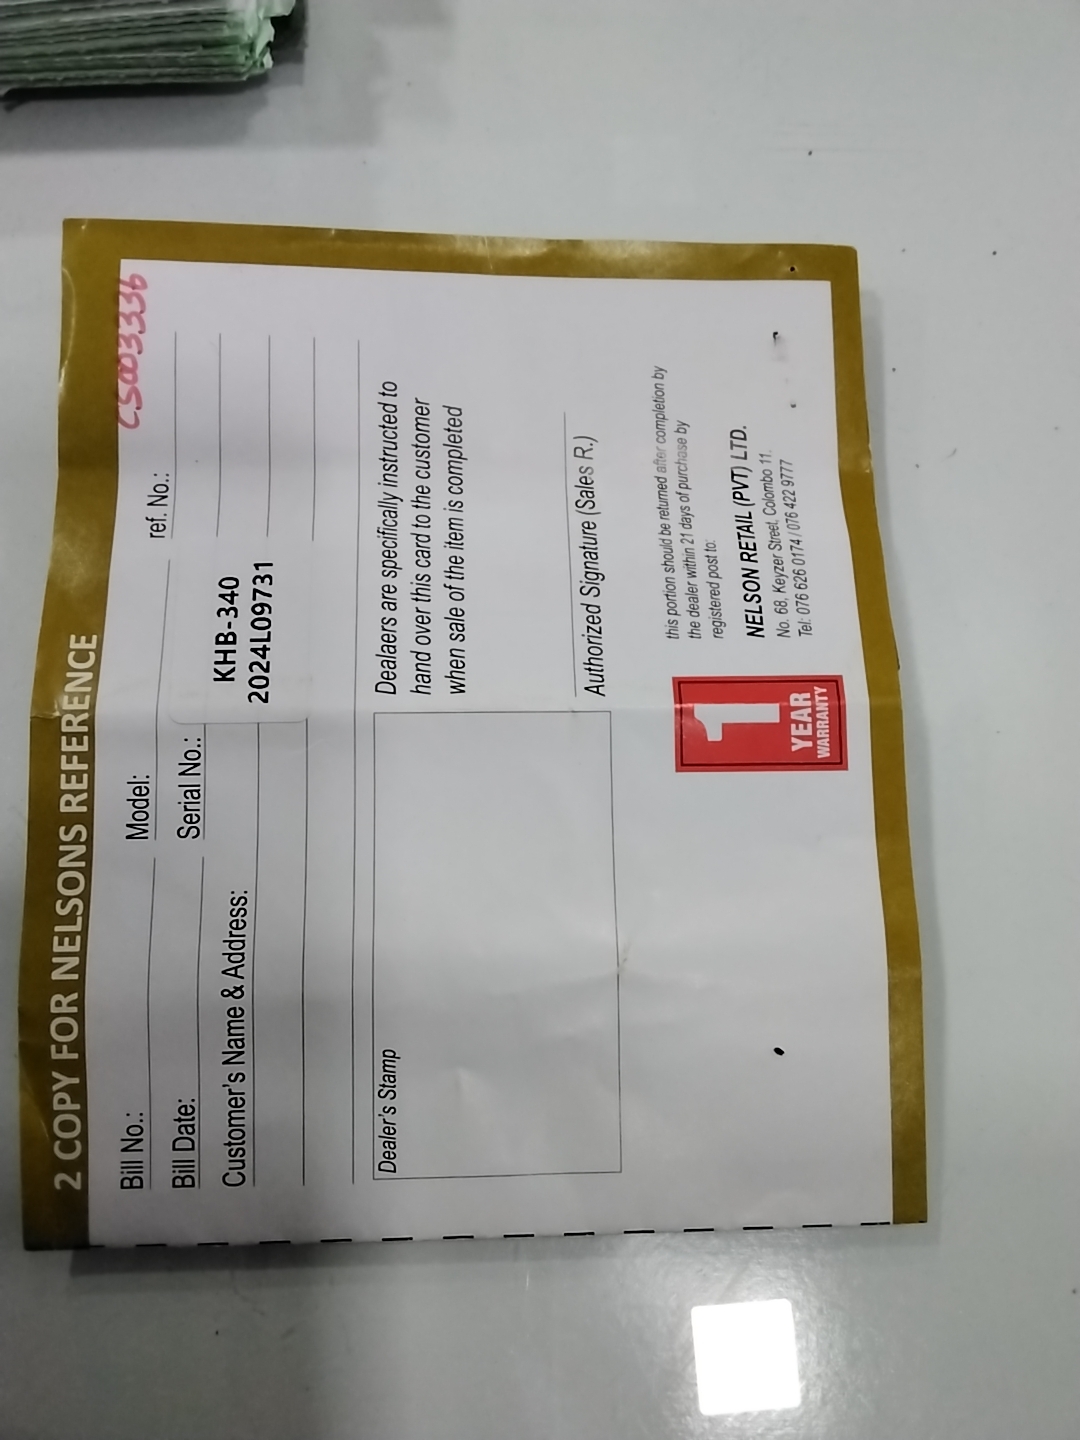 2 COPY FOR NELSONS REFERENCE
CS003336
Bill No.: Model: ref. No.:
Bill Date: Serial No.:
KHB-340
2024L09731
Customer's Name & Address:
Dealer's Stamp
Dealaers are specifically instructed to
hand over this card to the customer
when sale of the item is completed
Authorized Signature (Sales R.)
this portion should be returned after completion by
the dealer within 21 days of purchase by
registered post to:
NELSON RETAIL (PVT) LTD.
No. 68, Keyzer Street, Colombo 11.
Tel: 076 626 0174 / 076 422 9777
1
YEAR
WARRANTY